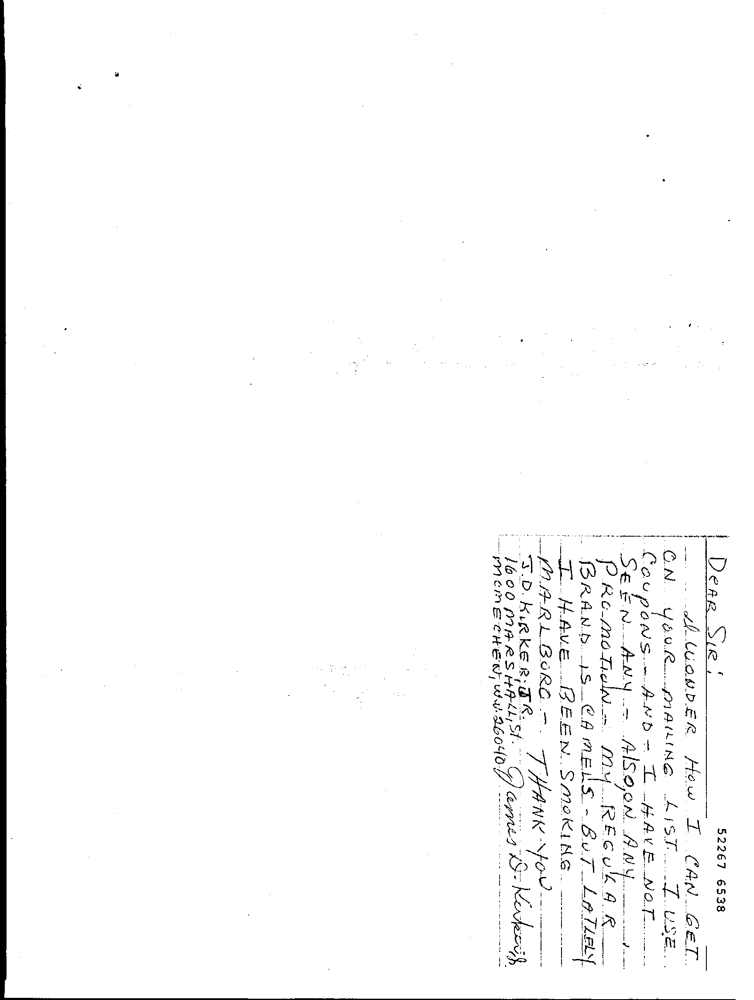 52267 6538
DEAR SIR!
I WONDER HOW I CAN GET
ON YOUR MAILING LIST. I USE
COUPONS - AND - I HAVE NOT
SEEN ANY - ALSO, ON ANY
PROMOTION - MY REGULAR
BRAND IS CAMELS - BUT LATLELY
I HAVE BEEN SMOKING
MARLBORO - THANK YOU
J.D. KIRKER, JR.
1600 MARSHALL, ST.
MCMECHEN, WV. 26040 James D. Kirker, jr